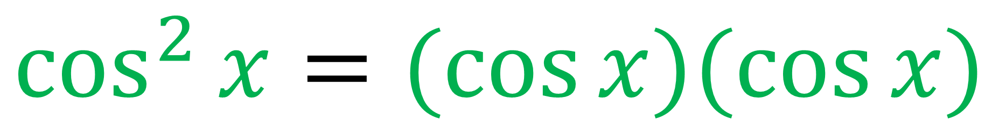 cos² x = (cos x)(cos x)